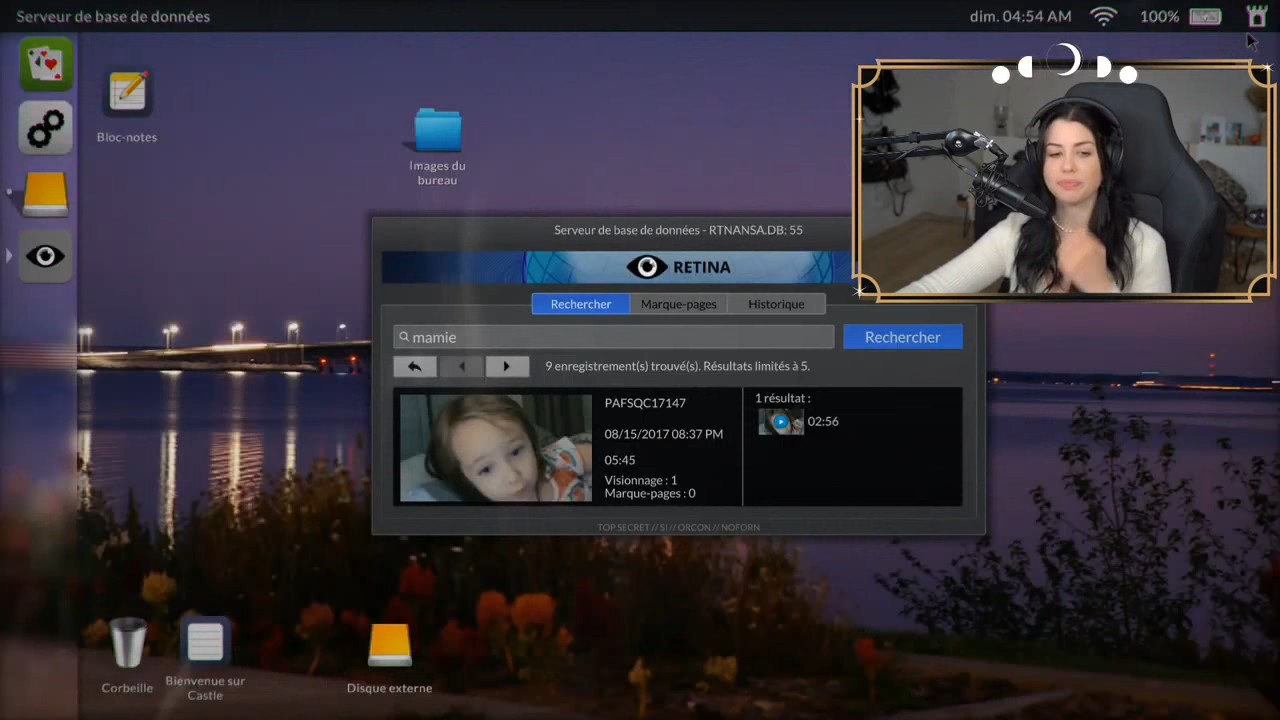 Serveur de base de données
dim. 04:54 AM
100%
Bloc-notes
Images du
bureau
Serveur de base de données - RTNANSA.DB: 55
RETINA
Rechercher
Marque-pages
Historique
mamie
Rechercher
9 enregistrement(s) trouvé(s). Résultats limités à 5.
PAFSQC17147
08/15/2017 08:37 PM
05:45
Visionnage : 1
Marque-pages : 0
1 résultat :
02:56
TOP SECRET // SI // ORCON // NOFORN
Corbeille
Bienvenue sur
Castle
Disque externe